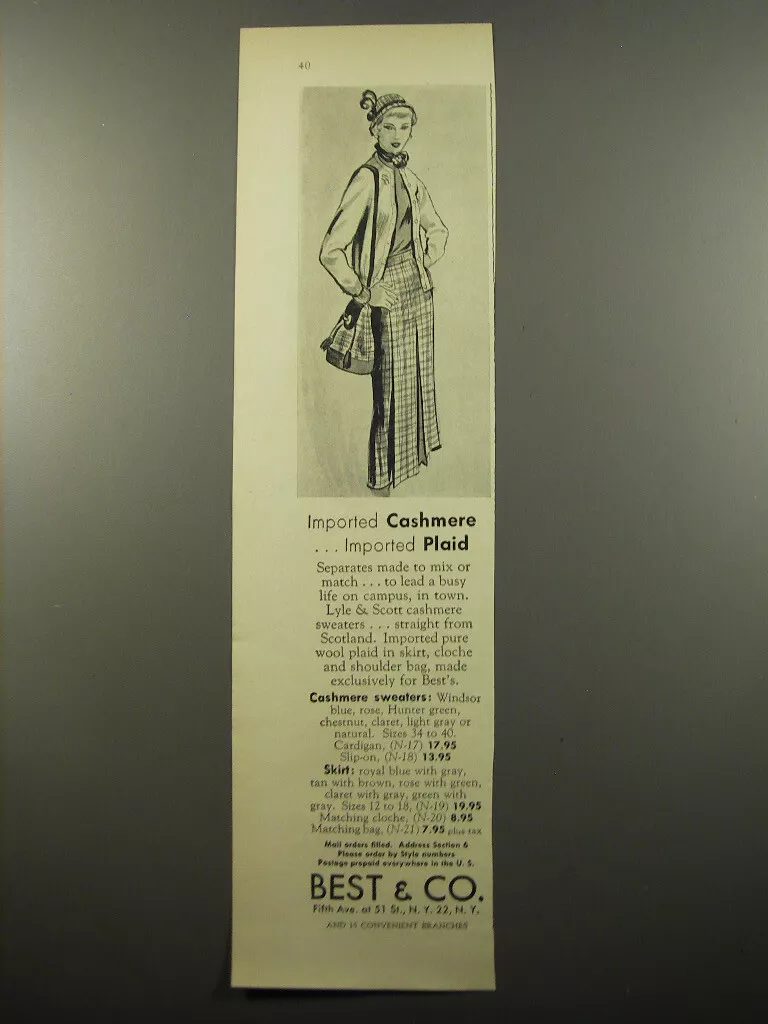 40
Imported Cashmere
. . . Imported Plaid
Separates made to mix or
match . . . to lead a busy
life on campus, in town.
Lyle & Scott cashmere
sweaters . . . straight from
Scotland. Imported pure
wool plaid in skirt, cloche
and shoulder bag, made
exclusively for Best's.
Cashmere sweaters: Windsor
blue, rose, Hunter green,
chestnut, claret, light gray or
natural. Sizes 34 to 40.
Cardigan, (N-17) 17.95
Slip-on, (N-18) 13.95
Skirt: royal blue with gray,
tan with brown, rose with green,
claret with gray, green with
gray. Sizes 12 to 18, (N-19) 19.95
Matching cloche, (N-20) 8.95
Matching bag, (N-21) 7.95 plus tax
Mail orders filled. Address Section 6
Please order by Style numbers
Postage prepaid everywhere in the U. S.
BEST & CO.
Fifth Ave. at 51 St., N. Y. 22, N. Y.
AND 15 CONVENIENT BRANCHES